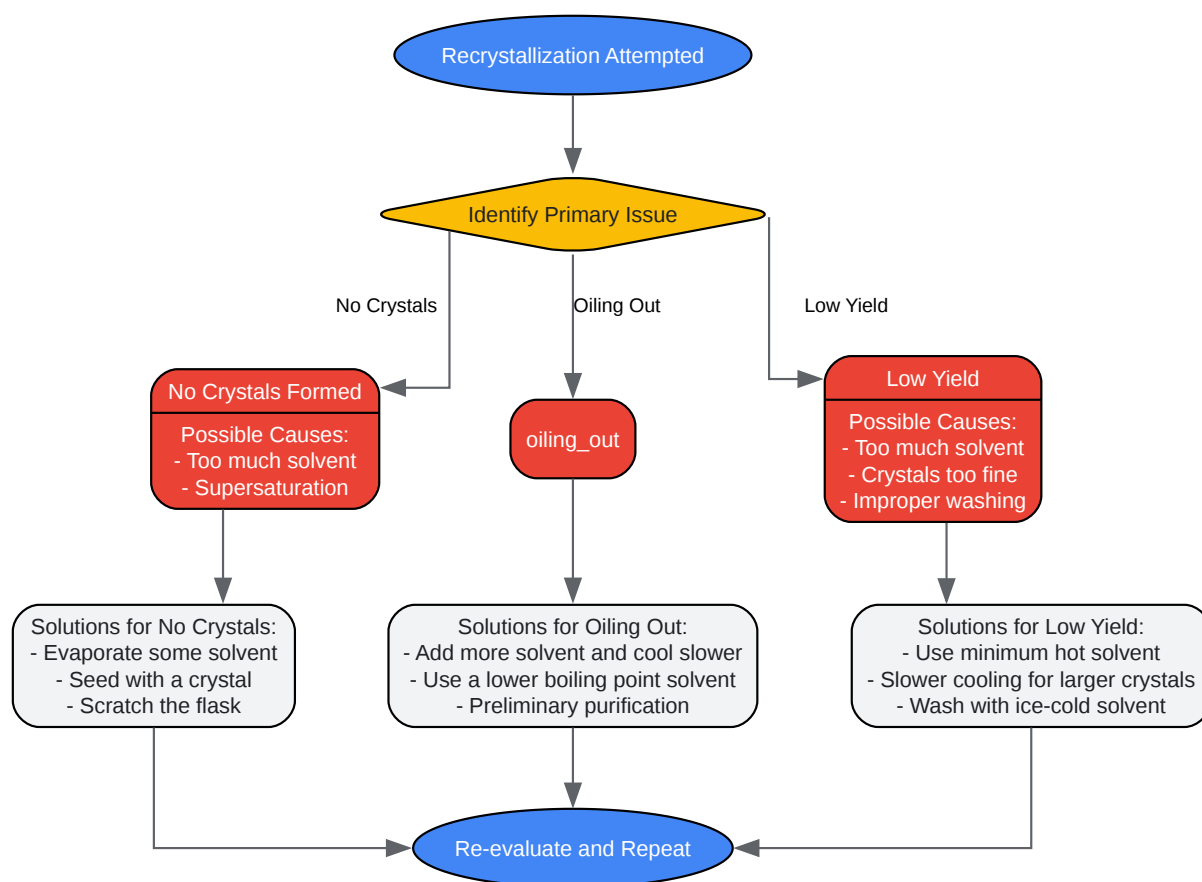 Recrystallization Attempted
Identify Primary Issue
No Crystals
Oiling Out
Low Yield
No Crystals Formed
Possible Causes:
- Too much solvent
- Supersaturation
oiling_out
Low Yield
Possible Causes:
- Too much solvent
- Crystals too fine
- Improper washing
Solutions for No Crystals:
- Evaporate some solvent
- Seed with a crystal
- Scratch the flask
Solutions for Oiling Out:
- Add more solvent and cool slower
- Use a lower boiling point solvent
- Preliminary purification
Solutions for Low Yield:
- Use minimum hot solvent
- Slower cooling for larger crystals
- Wash with ice-cold solvent
Re-evaluate and Repeat